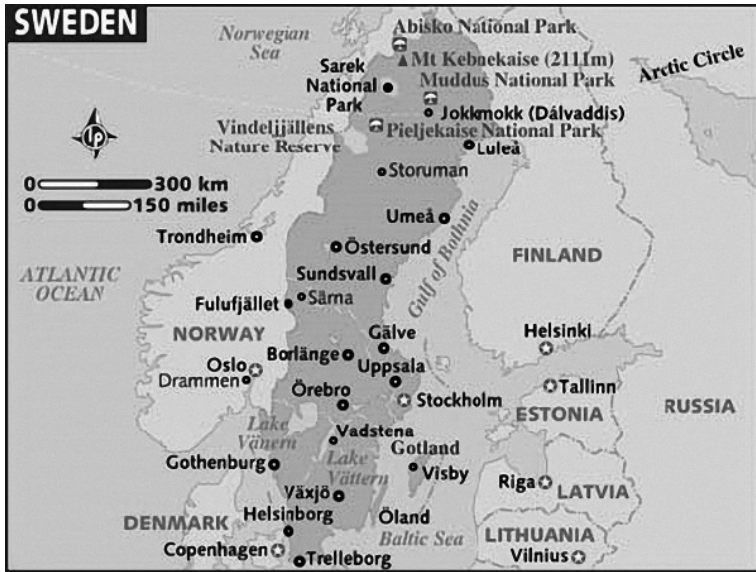 SWEDEN
Norwegian
Sea
Abisko National Park
Mt Kebnekaise (2111m)
Sarek
National
Park
Muddus National Park
Arctic Circle
Jokkmokk (Dálvaddis)
Vindeljjällens
Nature Reserve
Pieljekaise National Park
Luleå
lp
Storuman
0 300 km
0 150 miles
Umeå
Trondheim
Östersund
Gulf of Bothnia
FINLAND
ATLANTIC
OCEAN
Sundsvall
Särna
Fulufjället
NORWAY
Gälve
Helsinki
Borlänge
Oslo
Uppsala
Drammen
Tallinn
Örebro
Stockholm
ESTONIA
RUSSIA
Lake
Vänern
Vadstena
Gotland
Gothenburg
Lake
Vättern
Visby
Riga
LATVIA
Växjö
DENMARK
Helsinborg
Öland
LITHUANIA
Copenhagen
Baltic Sea
Trelleborg
Vilnius